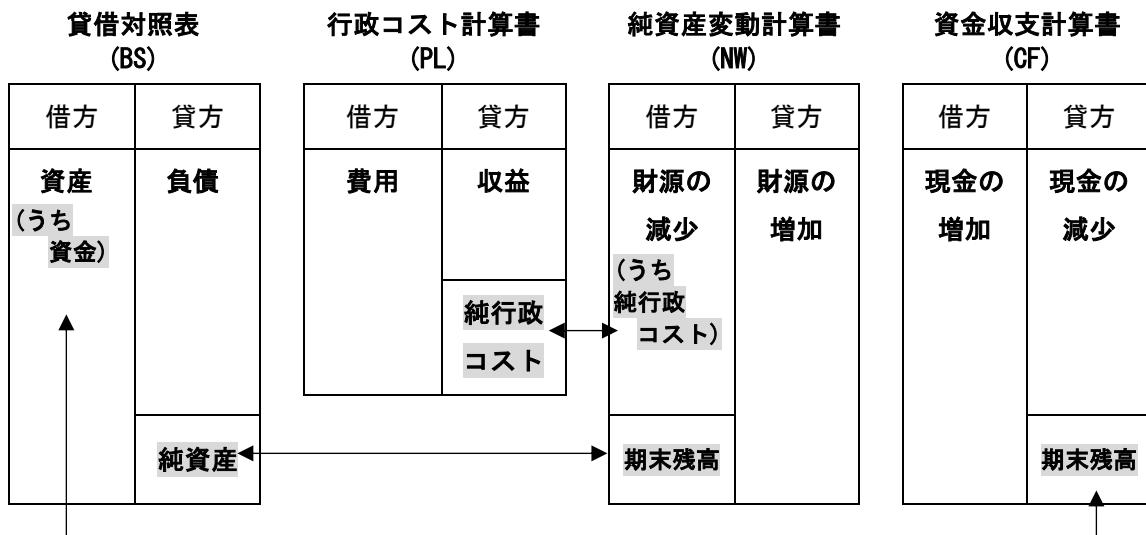 貸借対照表
(BS)
借方
貸方
資産
(うち
資金)
負債
純資産
行政コスト計算書
(PL)
借方
貸方
費用
収益
純行政
コスト
純資産変動計算書
(NW)
借方
貸方
財源の
減少
(うち
純行政
コスト)
期末残高
財源の
増加
資金収支計算書
(CF)
借方
貸方
現金の
増加
現金の
減少
期末残高